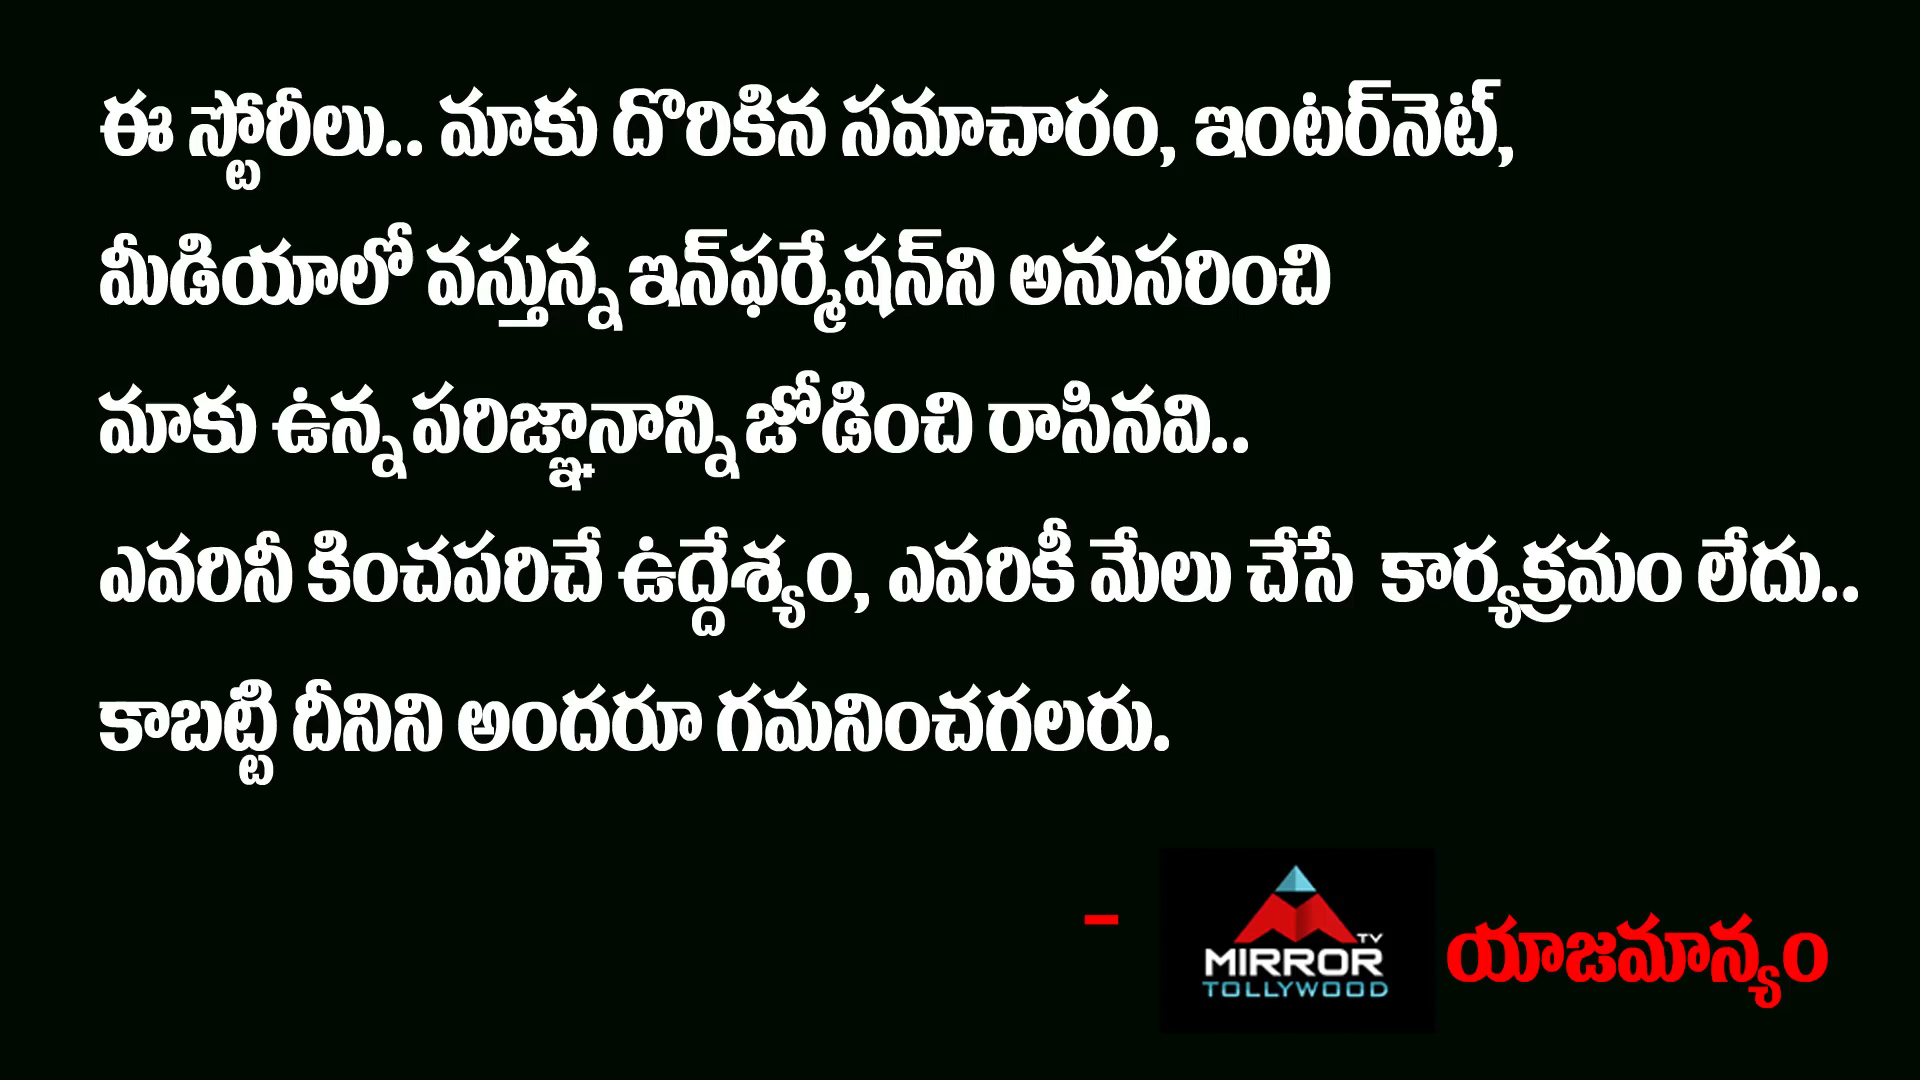 ఈ స్టోరీలు.. మాకు దొరికిన సమాచారం, ఇంటర్‌నెట్,
మీడియాలో వస్తున్న ఇన్‌ఫర్మేషన్‌ని అనుసరించి
మాకు ఉన్న పరిజ్ఞానాన్ని జోడించి రాసినవి..
ఎవరినీ కించపరిచే ఉద్దేశ్యం, ఎవరికీ మేలు చేసే కార్యక్రమం లేదు..
కాబట్టి దీనిని అందరూ గమనించగలరు.
- MIRROR TV TOLLYWOOD యాజమాన్యం